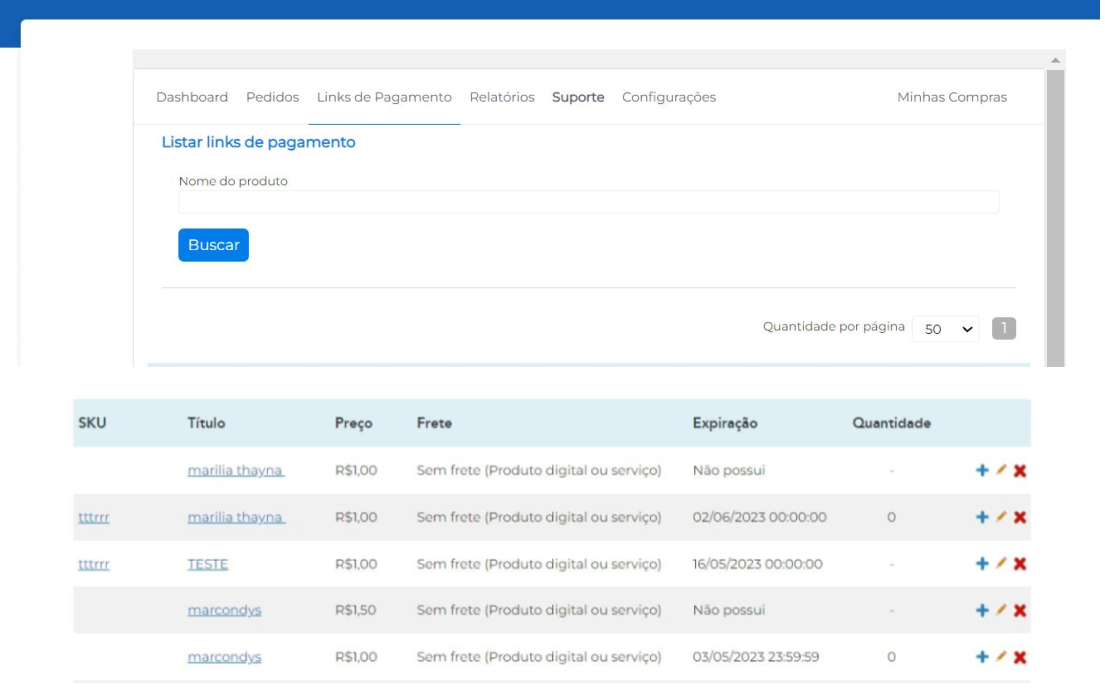 Dashboard Pedidos Links de Pagamento Relatórios Suporte Configurações Minhas Compras
Listar links de pagamento
Nome do produto
Buscar
Quantidade por página 50 1
SKU Título Preço Frete Expiração Quantidade
marilia thayna R$1,00 Sem frete (Produto digital ou serviço) Não possui -
tttrrr marilia thayna R$1,00 Sem frete (Produto digital ou serviço) 02/06/2023 00:00:00 0
tttrrr TESTE R$1,00 Sem frete (Produto digital ou serviço) 16/05/2023 00:00:00 -
marcondys R$1,50 Sem frete (Produto digital ou serviço) Não possui -
marcondys R$1,00 Sem frete (Produto digital ou serviço) 03/05/2023 23:59:59 0